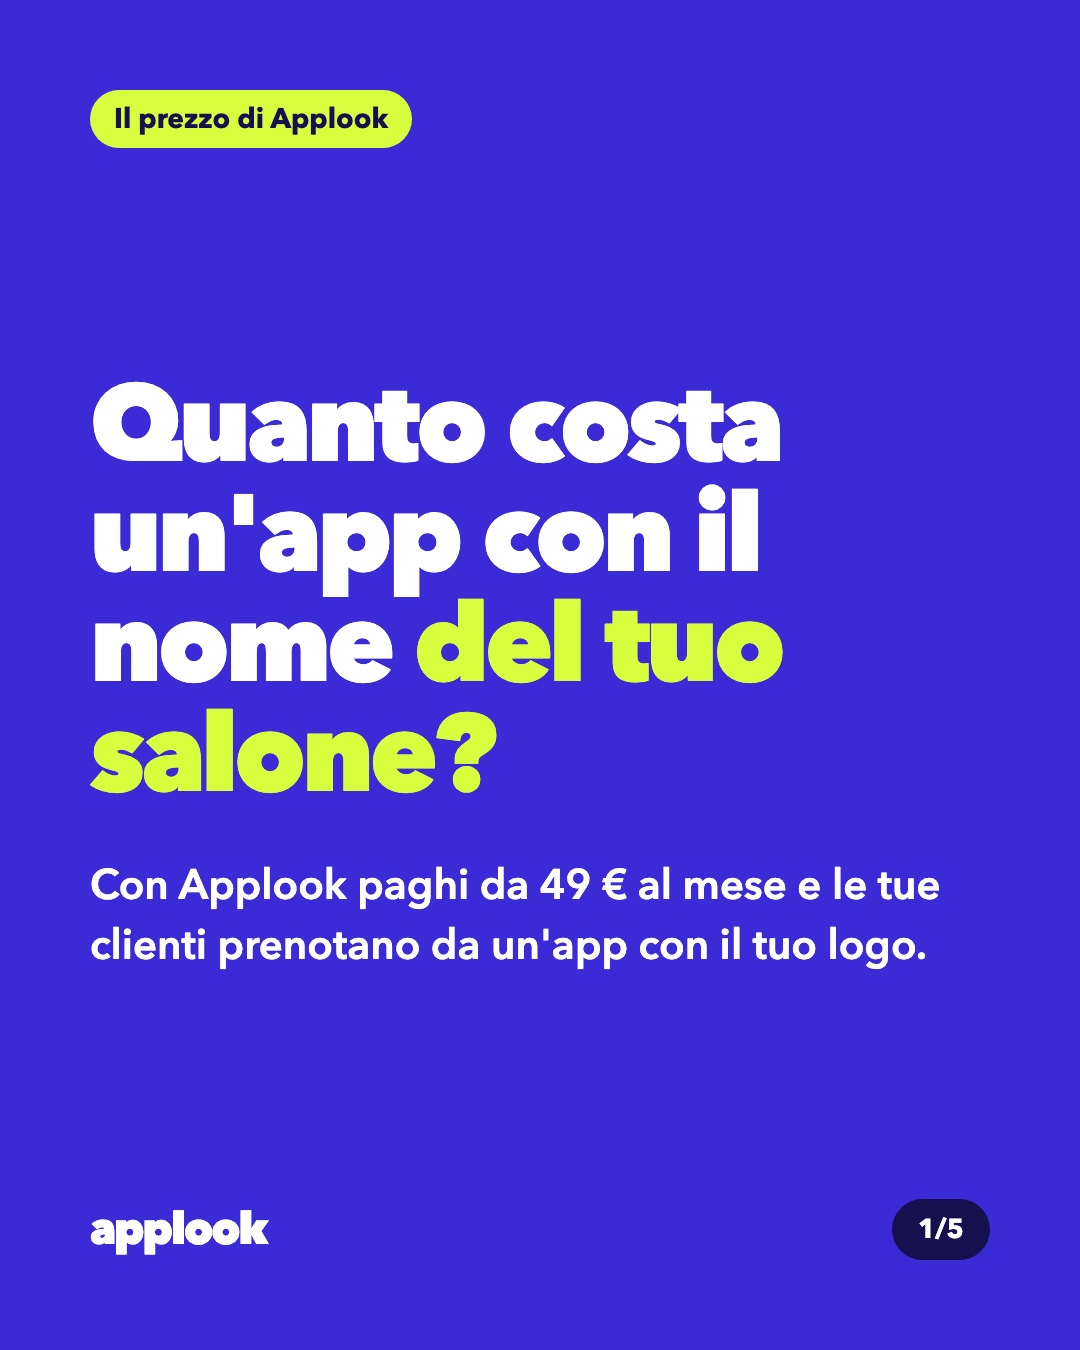 Il prezzo di Applook
Quanto costa
un'app con il
nome del tuo
salone?
Con Applook paghi da 49 € al mese e le tue
clienti prenotano da un'app con il tuo logo.
applook
1/5